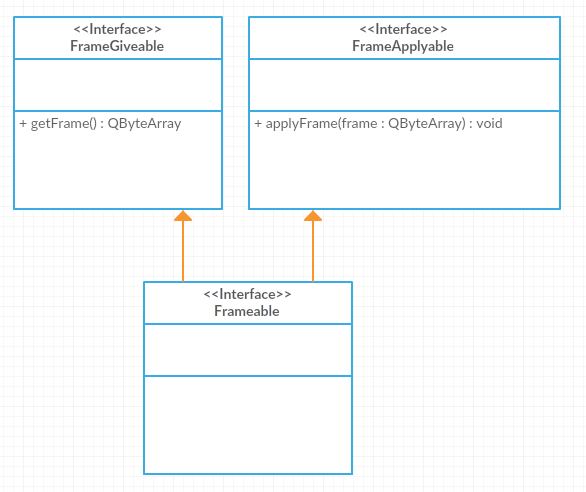 <<Interface>>
FrameGiveable
+ getFrame() : QByteArray
<<Interface>>
FrameApplyable
+ applyFrame(frame : QByteArray) : void
<<Interface>>
Frameable